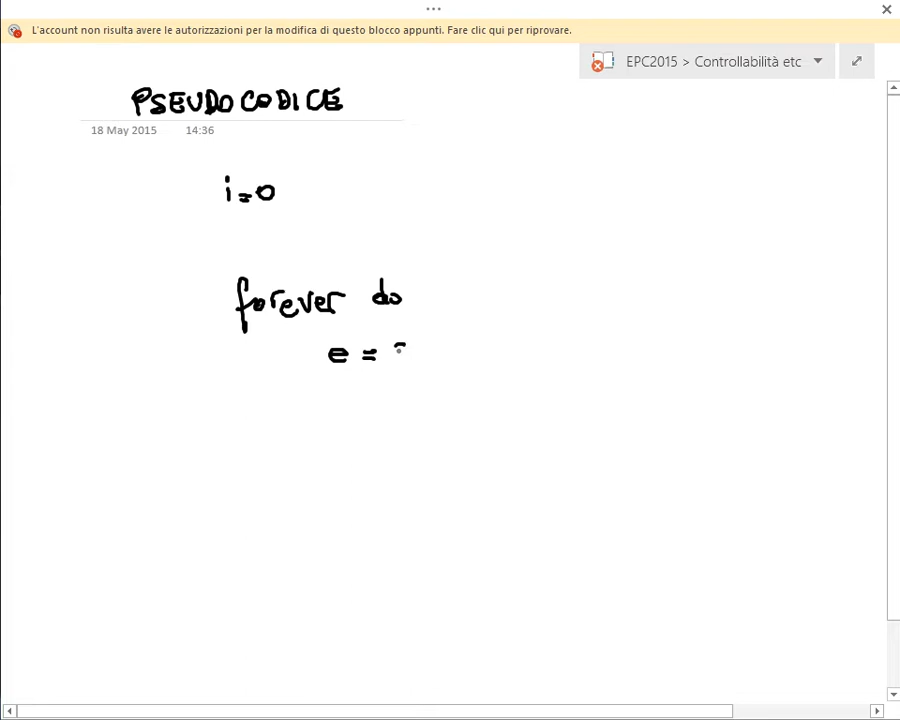 L'account non risulta avere le autorizzazioni per la modifica di questo blocco appunti. Fare clic qui per riprovare.
EPC2015 > Controllabilità etc
PSEUDOCODICE
18 May 2015 14:36
i=0
forever do
e =